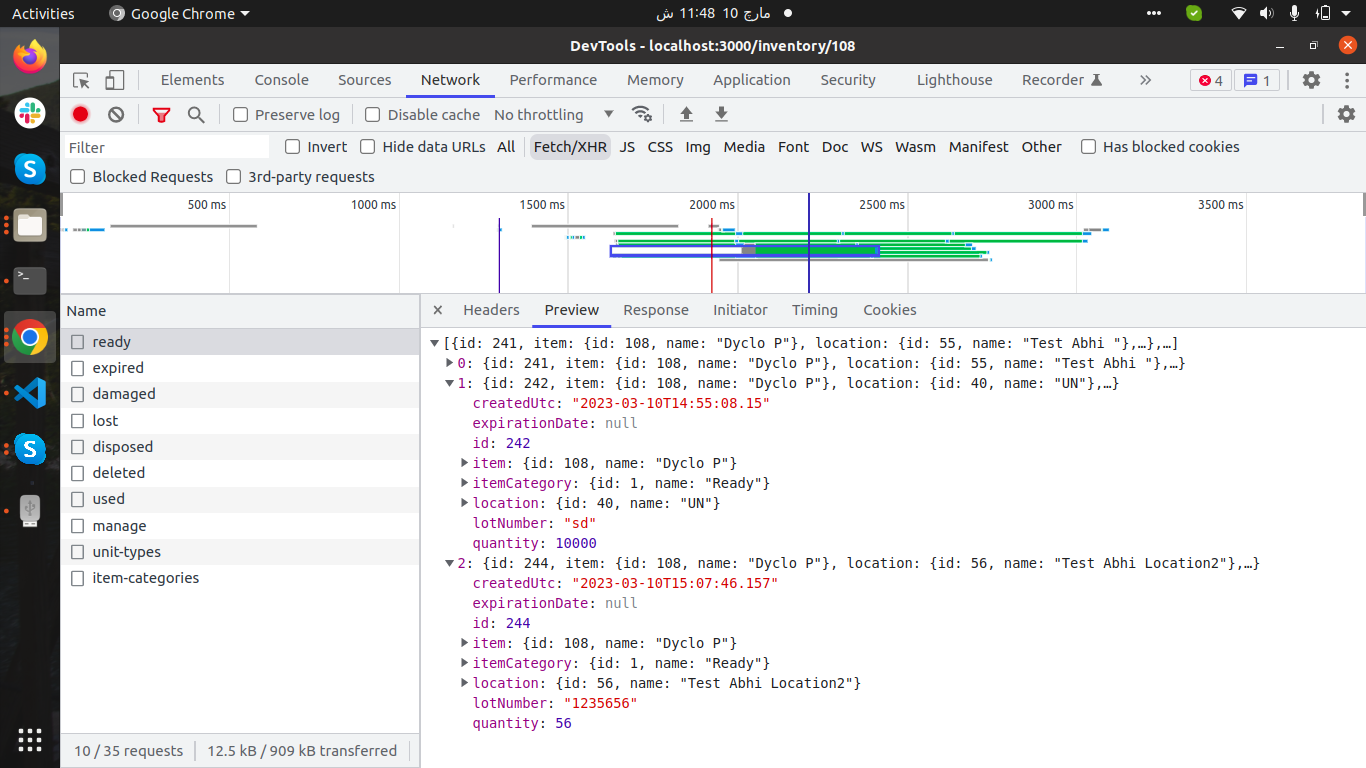 Activities Google Chrome مارچ 10 11:48 ش
DevTools - localhost:3000/inventory/108
Elements Console Sources Network Performance Memory Application Security Lighthouse Recorder 4 1
Preserve log Disable cache No throttling
Filter Invert Hide data URLs All Fetch/XHR JS CSS Img Media Font Doc WS Wasm Manifest Other Has blocked cookies
Blocked Requests 3rd-party requests
500 ms 1000 ms 1500 ms 2000 ms 2500 ms 3000 ms 3500 ms
Name
ready
expired
damaged
lost
disposed
deleted
used
manage
unit-types
item-categories
10 / 35 requests 12.5 kB / 909 kB transferred
Headers Preview Response Initiator Timing Cookies
[{id: 241, item: {id: 108, name: "Dyclo P"}, location: {id: 55, name: "Test Abhi "},…},…]
0: {id: 241, item: {id: 108, name: "Dyclo P"}, location: {id: 55, name: "Test Abhi "},…}
1: {id: 242, item: {id: 108, name: "Dyclo P"}, location: {id: 40, name: "UN"},…}
createdUtc: "2023-03-10T14:55:08.15"
expirationDate: null
id: 242
item: {id: 108, name: "Dyclo P"}
itemCategory: {id: 1, name: "Ready"}
location: {id: 40, name: "UN"}
lotNumber: "sd"
quantity: 10000
2: {id: 244, item: {id: 108, name: "Dyclo P"}, location: {id: 56, name: "Test Abhi Location2"},…}
createdUtc: "2023-03-10T15:07:46.157"
expirationDate: null
id: 244
item: {id: 108, name: "Dyclo P"}
itemCategory: {id: 1, name: "Ready"}
location: {id: 56, name: "Test Abhi Location2"}
lotNumber: "1235656"
quantity: 56